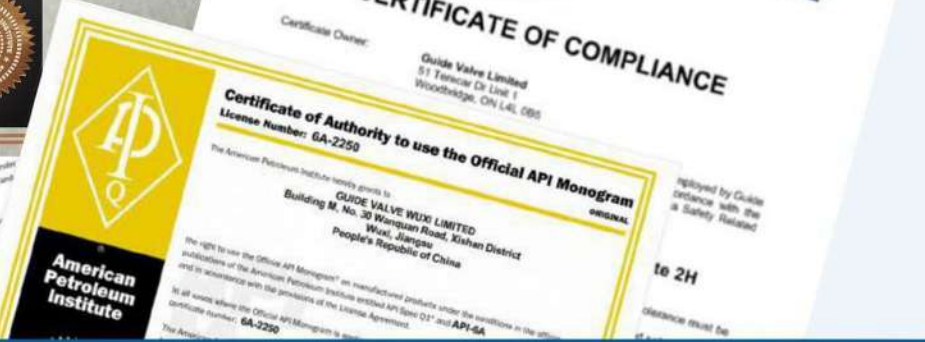 CERTIFICATE OF COMPLIANCE
Certificate Owner:
Guide Valve Limited
51 Terecar Dr Unit 1
Woodbridge, ON L4L 0B5
Certificate of Authority to use the Official API Monogram
License Number: 6A-2250
ORIGINAL
The American Petroleum Institute hereby grants to
GUIDE VALVE WUXI LIMITED
Building M, No. 30 Wanquan Road, Xishan District
Wuxi, Jiangsu
People's Republic of China
the right to use the Official API Monogram® on manufactured products under the conditions in the official
publications of the American Petroleum Institute entitled API Spec Q1® and API-6A
and in accordance with the provisions of the License Agreement.
In all cases where the Official API Monogram is
certificate number: 6A-2250
The American
API
Q
American
Petroleum
Institute
employed by Guide
accordance with the
a Safety Related
te 2H
tolerance must be